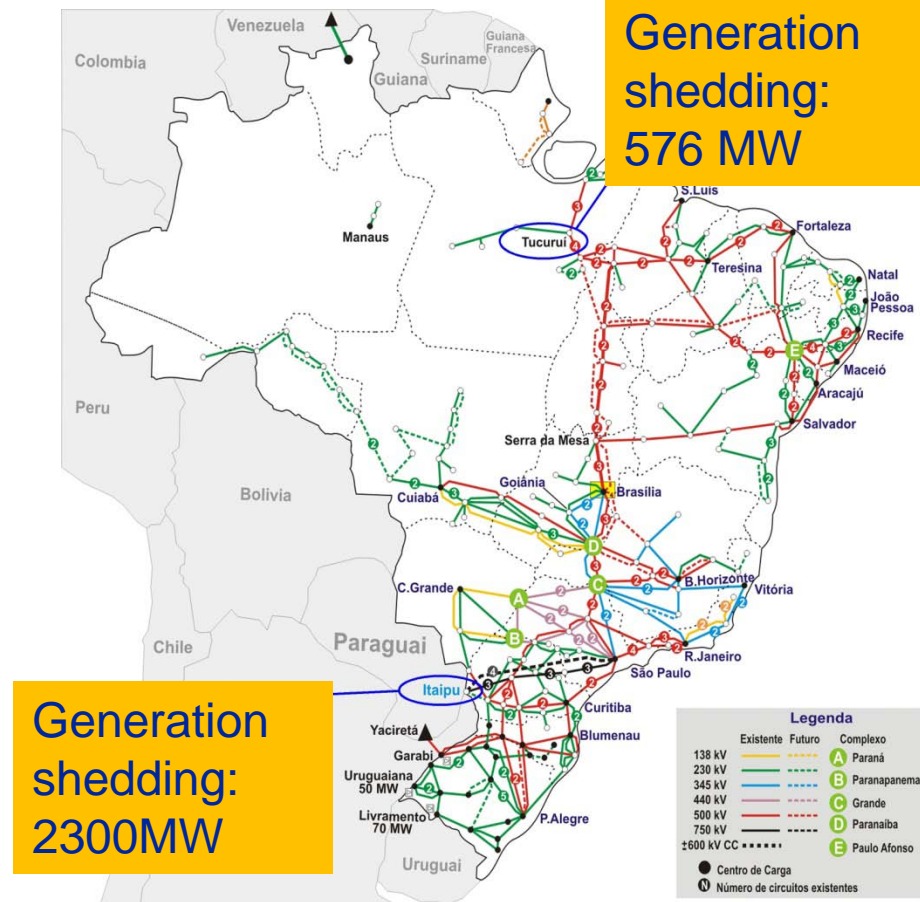 Venezuela
Guiana
Francesa
Suriname
Colombia
Guiana
Generation
shedding:
576 MW
S.Luis
Manaus
Tucuruí
Fortaleza
Teresina
Natal
João
Pessoa
Recife
Maceió
Aracajú
Salvador
Peru
Serra da Mesa
Goiânia
Brasília
Bolivia
Cuiabá
B.Horizonte
Vitória
C.Grande
A
B
C
D
E
Chile
Paraguai
R.Janeiro
São Paulo
Itaipu
Curitiba
Blumenau
Generation
shedding:
2300MW
Yaciretá
Garabi
Uruguaiana
50 MW
Livramento
70 MW
P.Alegre
Uruguai
Legenda
Existente Futuro Complexo
138 kV A Paraná
230 kV B Paranapanema
345 kV C Grande
440 kV D Paranaiba
500 kV E Paulo Afonso
750 kV
±600 kV CC
Centro de Carga
N Número de circuitos existentes